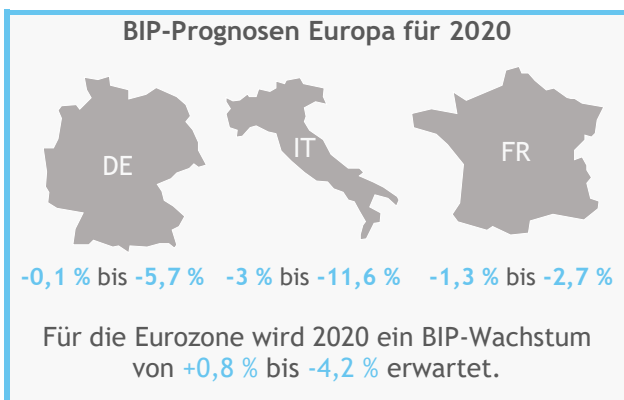 BIP-Prognosen Europa für 2020
DE
IT
FR
-0,1 % bis -5,7 %
-3 % bis -11,6 %
-1,3 % bis -2,7 %
Für die Eurozone wird 2020 ein BIP-Wachstum
von +0,8 % bis -4,2 % erwartet.